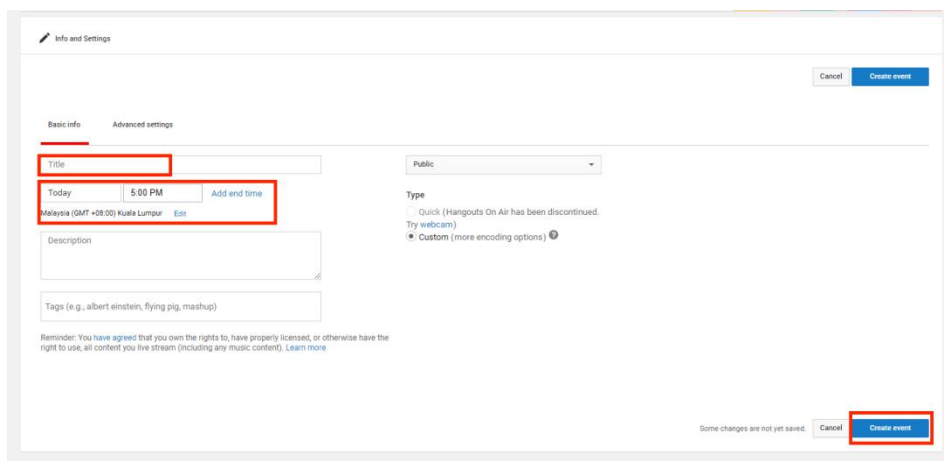 Info and Settings
Cancel Create event
Basic info Advanced settings
Title
Public
Today 5:00 PM Add end time
Malaysia (GMT +08:00) Kuala Lumpur Edit
Type
Quick (Hangouts On Air has been discontinued.
Try webcam)
Custom (more encoding options) ?
Description
Tags (e.g., albert einstein, flying pig, mashup)
Reminder: You have agreed that you own the rights to, have properly licensed, or otherwise have the
right to use, all content you live stream (including any music content). Learn more
Some changes are not yet saved. Cancel Create event